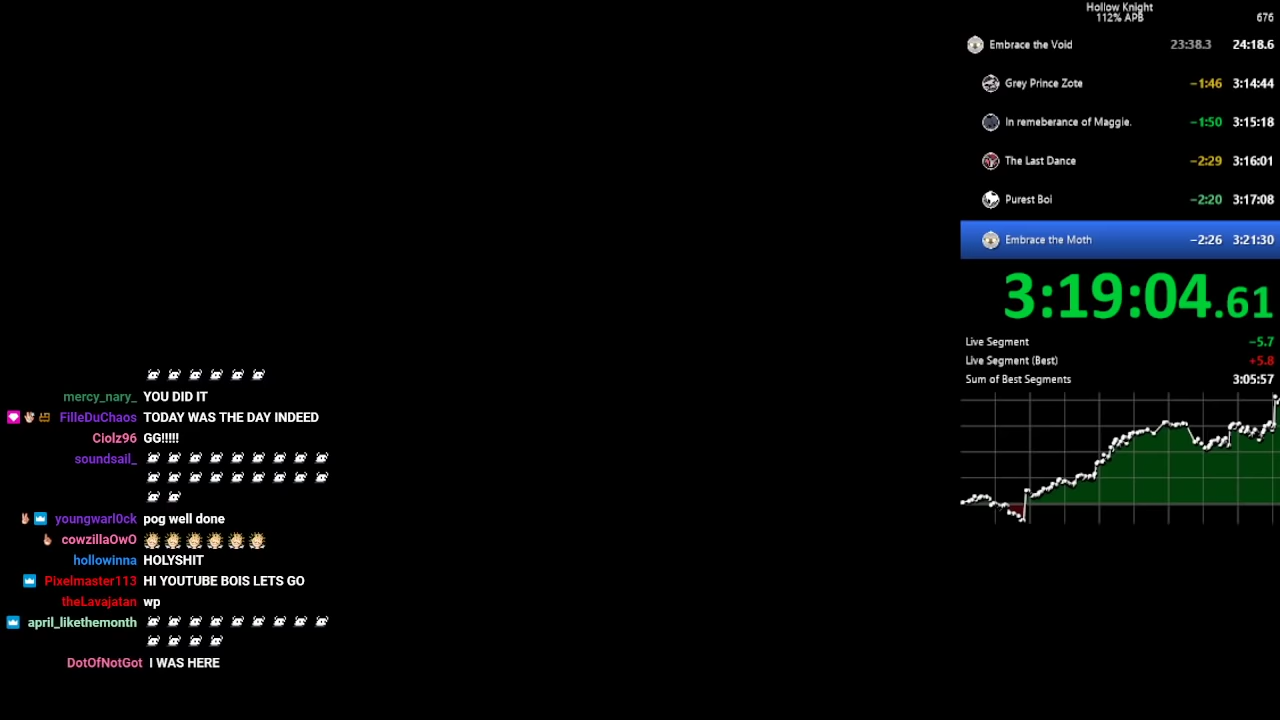 Hollow Knight
112% APB
676
Embrace the Void 23:38.3 24:18.6
Grey Prince Zote −1:46 3:14:44
In remeberance of Maggie. −1:50 3:15:18
The Last Dance −2:29 3:16:01
Purest Boi −2:20 3:17:08
Embrace the Moth −2:26 3:21:30
3:19:04.61
Live Segment −5.7
Live Segment (Best) +5.8
Sum of Best Segments 3:05:57
mercy_nary_ YOU DID IT
FilleDuChaos TODAY WAS THE DAY INDEED
Ciolz96 GG!!!!!
soundsail_
youngwarl0ck pog well done
cowzillaOwO
hollowinna HOLYSHIT
Pixelmaster113 HI YOUTUBE BOIS LETS GO
theLavajatan wp
april_likethemonth
DotOfNotGot I WAS HERE